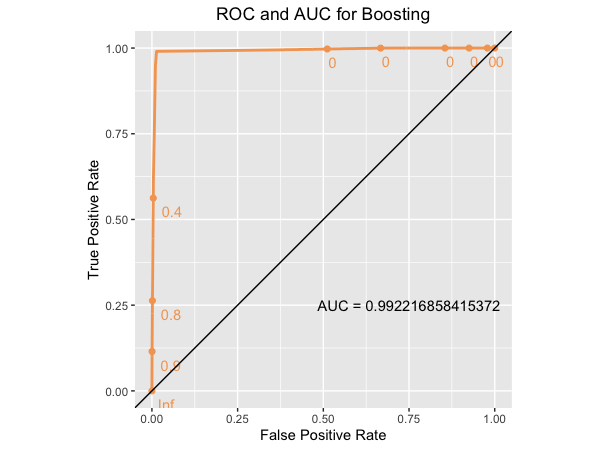 ROC and AUC for Boosting
True Positive Rate
1.00
0.75
0.50
0.25
0.00
0
0
0
0
00
0.4
0.8
0.9
Inf
AUC = 0.992216858415372
0.00 0.25 0.50 0.75 1.00
False Positive Rate